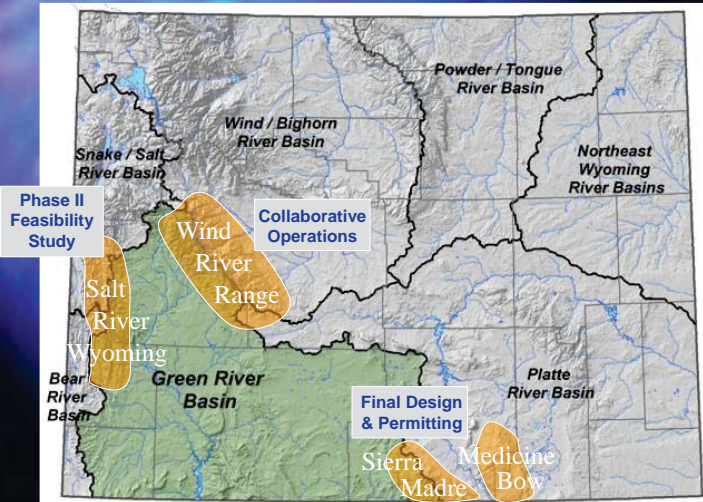 Powder / Tongue
River Basin
Wind / Bighorn
River Basin
Snake / Salt
River Basin
Northeast
Wyoming
River Basins
Phase II
Feasibility
Study
Collaborative
Operations
Wind
River
Range
Salt
River
Wyoming
Bear
River
Basin
Green River
Basin
Platte
River Basin
Final Design
& Permitting
Sierra
Madre
Medicine
Bow